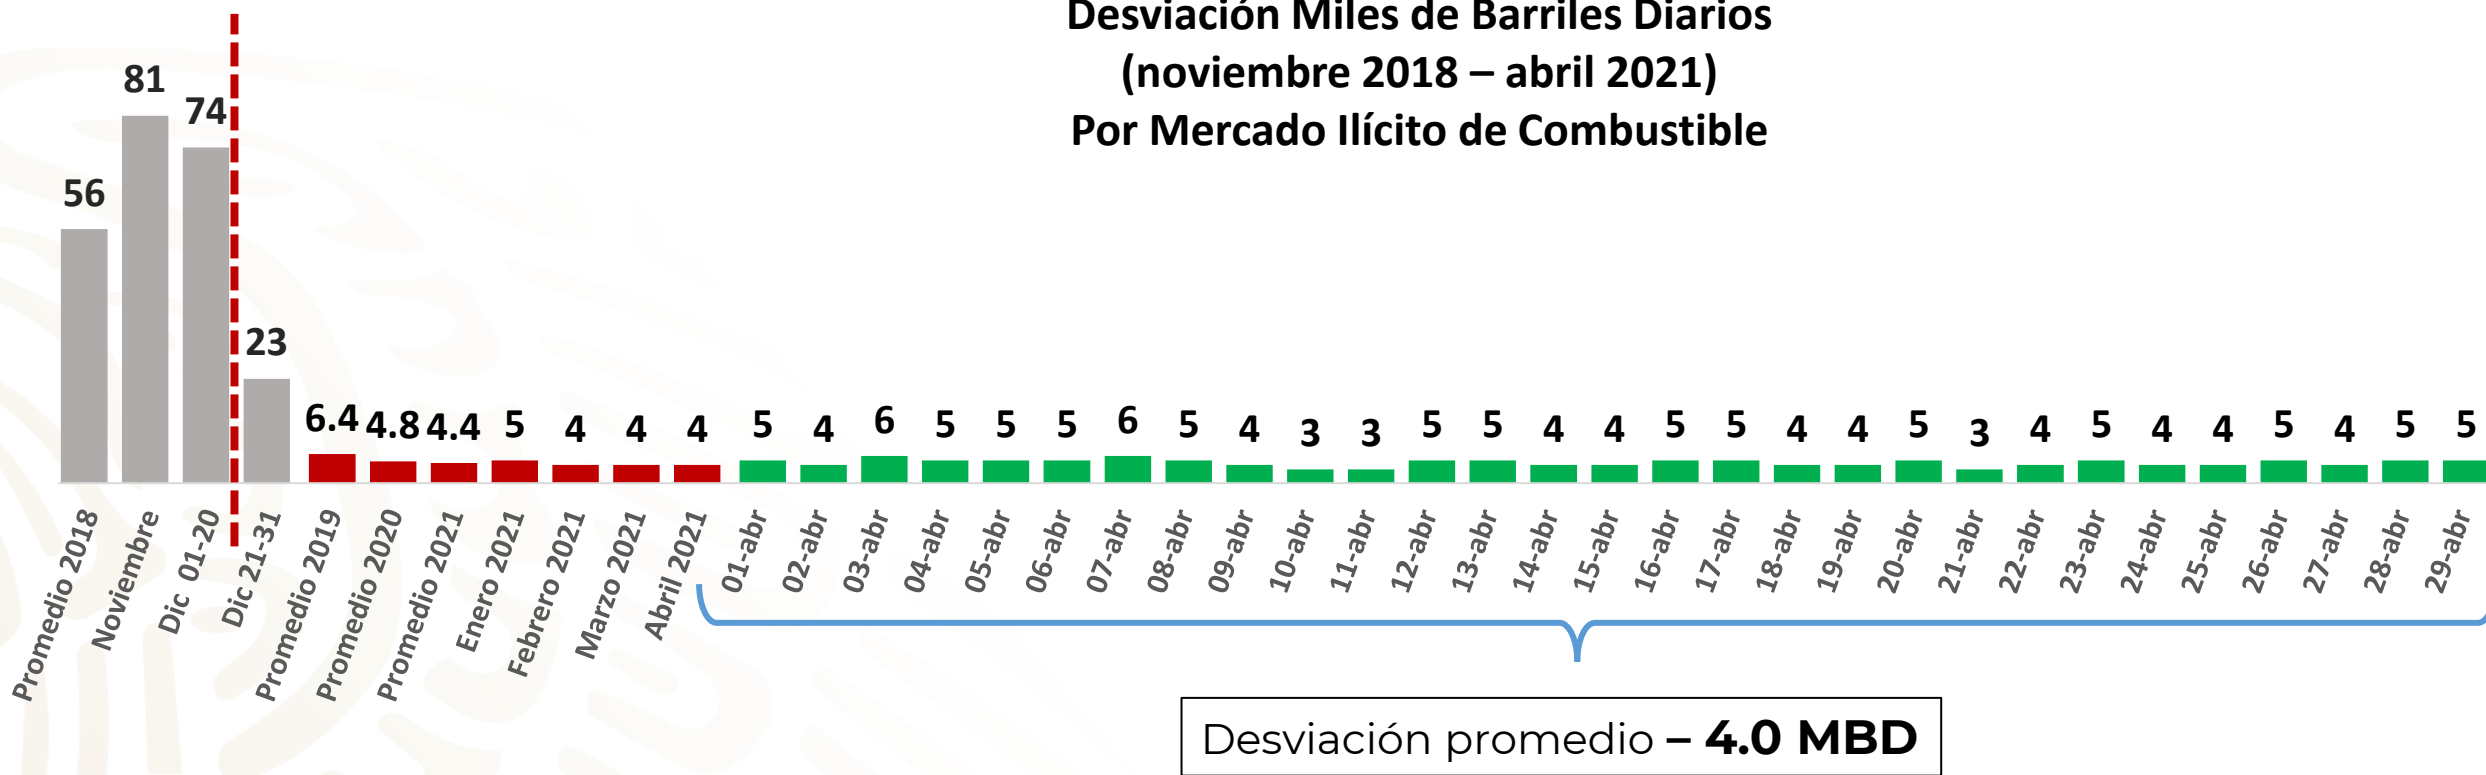 Desviación Miles de Barriles Diarios
(noviembre 2018 – abril 2021)
Por Mercado Ilícito de Combustible
56
81
74
23
6.4
4.8
4.4
5
4
4
4
5
4
6
5
5
5
6
5
4
3
3
5
5
4
4
5
5
4
4
5
3
4
5
4
4
5
4
5
5
Promedio 2018
Noviembre
Dic 01-20
Dic 21-31
Promedio 2019
Promedio 2020
Promedio 2021
Enero 2021
Febrero 2021
Marzo 2021
Abril 2021
01-abr
02-abr
03-abr
04-abr
05-abr
06-abr
07-abr
08-abr
09-abr
10-abr
11-abr
12-abr
13-abr
14-abr
15-abr
16-abr
17-abr
18-abr
19-abr
20-abr
21-abr
22-abr
23-abr
24-abr
25-abr
26-abr
27-abr
28-abr
29-abr
Desviación promedio – 4.0 MBD